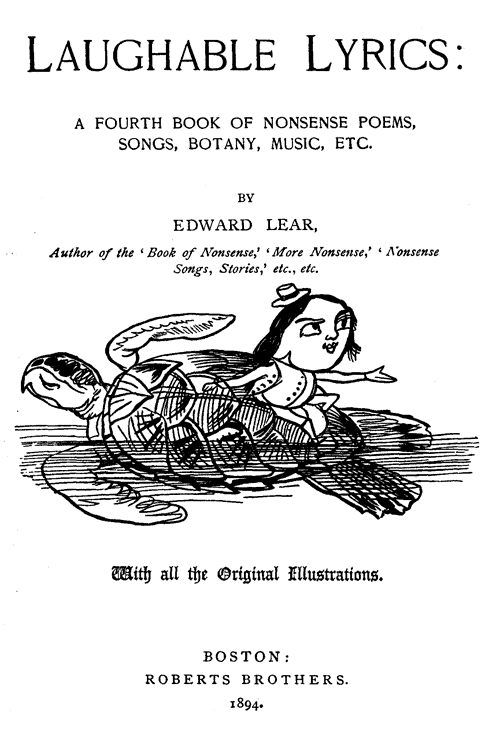 LAUGHABLE LYRICS:
A FOURTH BOOK OF NONSENSE POEMS,
SONGS, BOTANY, MUSIC, ETC.
BY
EDWARD LEAR,
Author of the ‘Book of Nonsense,’ ‘More Nonsense,’ ‘Nonsense
Songs, Stories,’ etc., etc.
With all the Original Illustrations.
BOSTON:
ROBERTS BROTHERS.
1894.